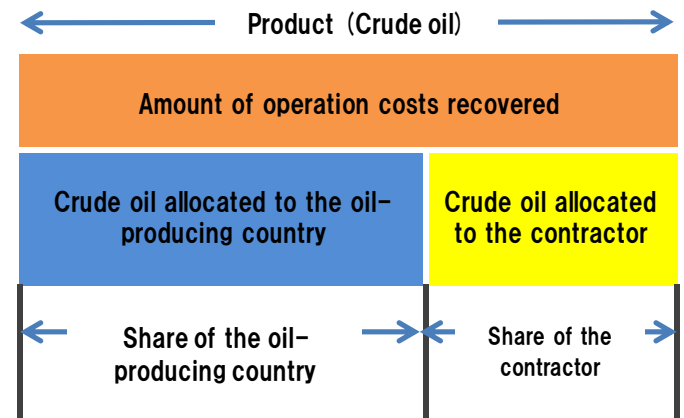 Product (Crude oil)
Amount of operation costs recovered
Crude oil allocated to the oil-
producing country
Crude oil allocated
to the contractor
Share of the oil-
producing country
Share of the
contractor